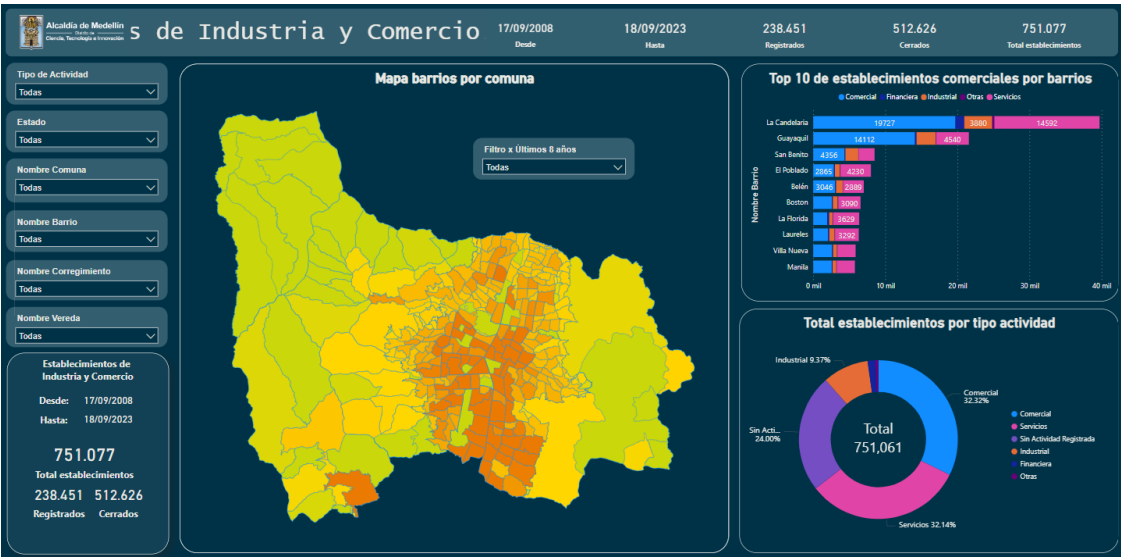 Alcaldía de Medellín
Distrito de
Ciencia, Tecnología e Innovación
s de Industria y Comercio
17/09/2008
Desde
18/09/2023
Hasta
238.451
Registrados
512.626
Cerrados
751.077
Total establecimientos
Tipo de Actividad
Todas
Estado
Todas
Nombre Comuna
Todas
Nombre Barrio
Todas
Nombre Corregimiento
Todas
Nombre Vereda
Todas
Establecimientos de
Industria y Comercio
Desde: 17/09/2008
Hasta: 18/09/2023
751.077
Total establecimientos
238.451 512.626
Registrados Cerrados
Mapa barrios por comuna
Filtro x Últimos 8 años
Todas
Top 10 de establecimientos comerciales por barrios
Comercial Financiera Industrial Otras Servicios
Nombre Barrio
La Candelaria 19727 3880 14592
Guayaquil 14112 4540
San Benito 4356
El Poblado 2865 4230
Belén 3046 2889
Boston 3090
La Florida 3629
Laureles 3292
Villa Nueva
Manila
0 mil 10 mil 20 mil 30 mil 40 mil
Total establecimientos por tipo actividad
Industrial 9.37%
Comercial
32.32%
Sin Acti...
24.00%
Servicios 32.14%
Total
751,061
Comercial
Servicios
Sin Actividad Registrada
Industrial
Financiera
Otras